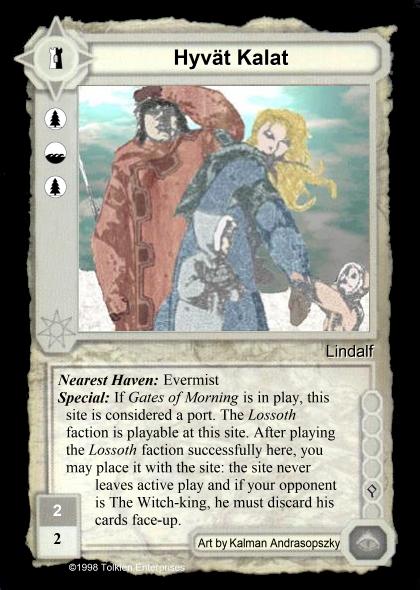 Hyvät Kalat
Lindalf
Nearest Haven: Evermist
Special: If Gates of Morning is in play, this
site is considered a port. The Lossoth
faction is playable at this site. After playing
the Lossoth faction successfully here, you
may place it with the site: the site never
leaves active play and if your opponent
is The Witch-king, he must discard his
cards face-up.
2
2
Art by Kalman Andrasopszky
©1998 Tolkien Enterprises